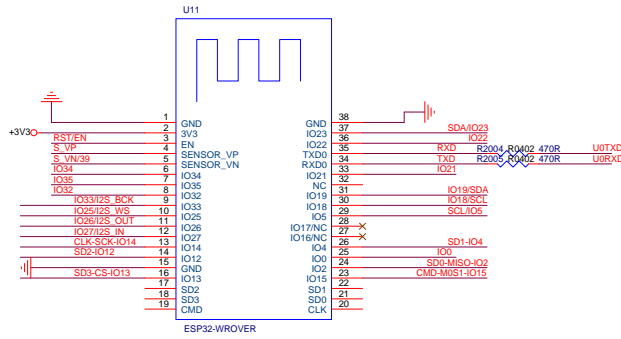 U11
1 GND GND 38
+3V3 2 3V3 IO23 37 SDA/IO23
RST/EN 3 EN IO22 36 IO22
S_VP 4 SENSOR_VP TXD0 35 RXD R2004 R0402 470R U0TXD
S_VN/39 5 SENSOR_VN RXD0 34 TXD R2005 R0402 470R U0RXD
IO34 6 IO34 IO21 33 IO21
IO35 7 IO35 NC 32
IO32 8 IO32 IO19 31 IO19/SDA
IO33/I2S_BCK 9 IO33 IO18 30 IO18/SCL
IO25/I2S_WS 10 IO25 IO5 29 SCL/IO5
IO26/I2S_OUT 11 IO26 IO17/NC 28
IO27/I2S_IN 12 IO27 IO16/NC 27
CLK-SCK-IO14 13 IO14 IO4 26 SD1-IO4
SD2-IO12 14 IO12 IO0 25 IO0
15 GND IO2 24 SD0-MISO-IO2
SD3-CS-IO13 16 IO13 IO15 23 CMD-M0S1-IO15
17 SD2 SD1 22
18 SD3 SD0 21
19 CMD CLK 20
ESP32-WROVER